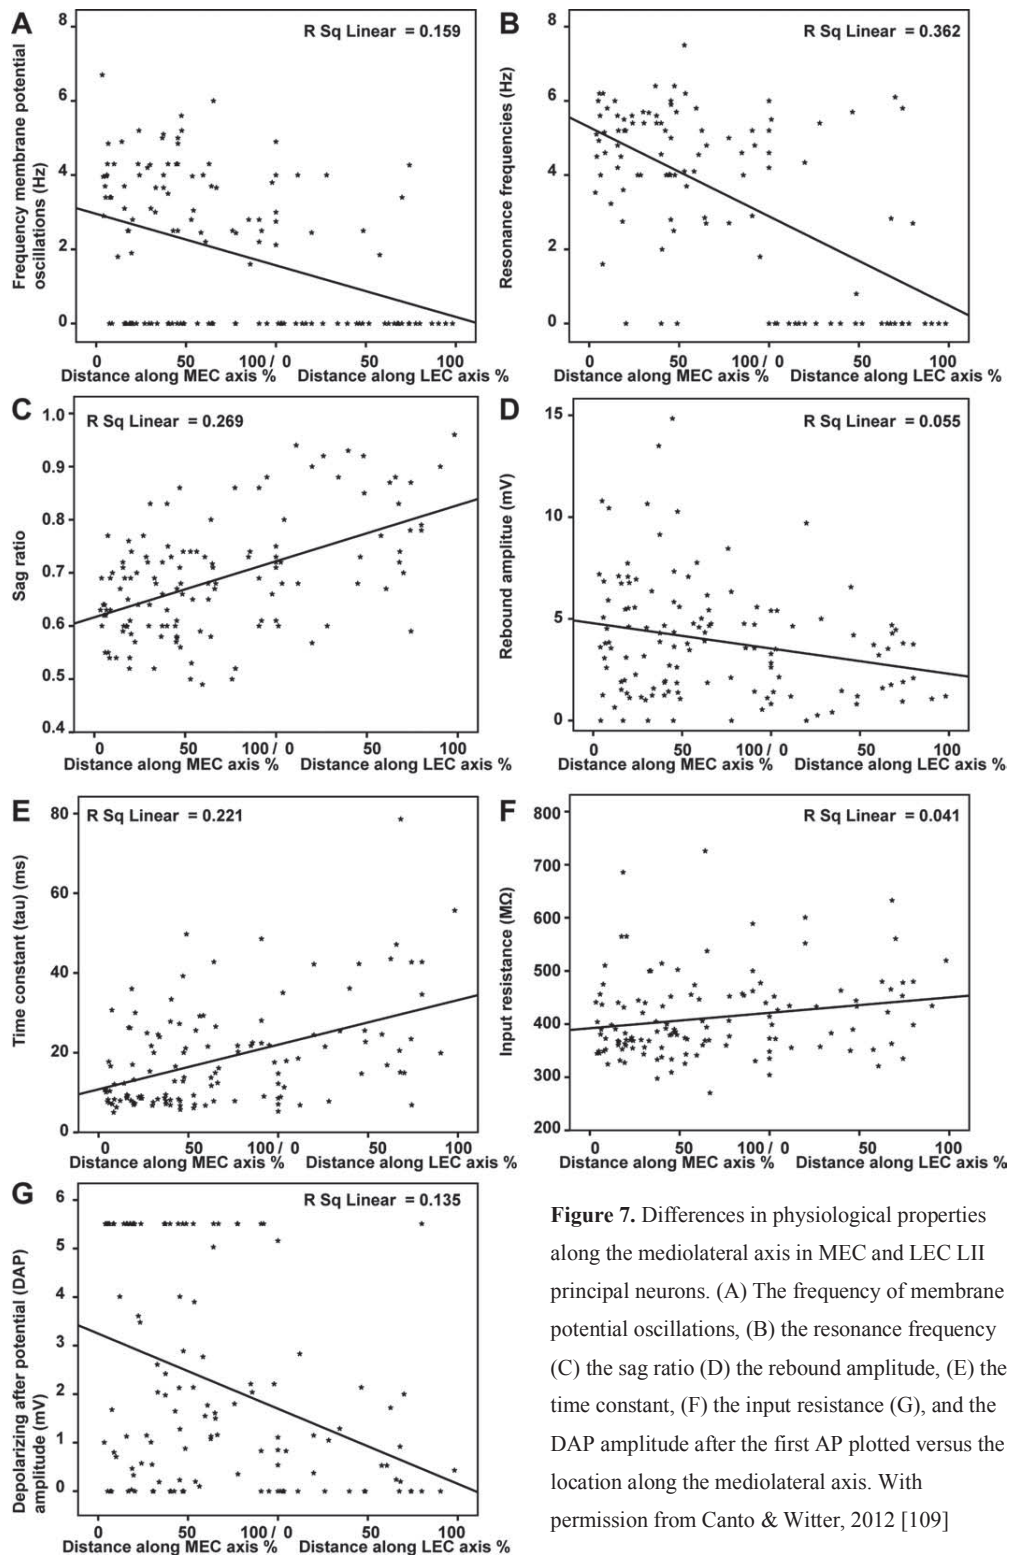 A
R Sq Linear = 0.159
Frequency membrane potential
oscillations (Hz)
8
6
4
2
0
0 50 100 / 0 50 100
Distance along MEC axis % Distance along LEC axis %
B
R Sq Linear = 0.362
Resonance frequencies (Hz)
8
6
4
2
0
0 50 100 / 0 50 100
Distance along MEC axis % Distance along LEC axis %
C
R Sq Linear = 0.269
Sag ratio
1.0
0.9
0.8
0.7
0.6
0.5
0.4
0 50 100 / 0 50 100
Distance along MEC axis % Distance along LEC axis %
D
R Sq Linear = 0.055
Rebound amplitue (mV)
15
10
5
0
0 50 100 / 0 50 100
Distance along MEC axis % Distance along LEC axis %
E
R Sq Linear = 0.221
Time constant (tau) (ms)
80
60
40
20
0
0 50 100 / 0 50 100
Distance along MEC axis % Distance along LEC axis %
F
R Sq Linear = 0.041
Input resistance (MΩ)
800
700
600
500
400
300
200
0 50 100 / 0 50 100
Distance along MEC axis % Distance along LEC axis %
G
R Sq Linear = 0.135
Depolarizing after potential (DAP)
amplitude (mV)
6
5
3
2
1
0
0 50 100 / 0 50 100
Distance along MEC axis % Distance along LEC axis %
Figure 7. Differences in physiological properties
along the mediolateral axis in MEC and LEC LII
principal neurons. (A) The frequency of membrane
potential oscillations, (B) the resonance frequency
(C) the sag ratio (D) the rebound amplitude, (E) the
time constant, (F) the input resistance (G), and the
DAP amplitude after the first AP plotted versus the
location along the mediolateral axis. With
permission from Canto & Witter, 2012 [109]